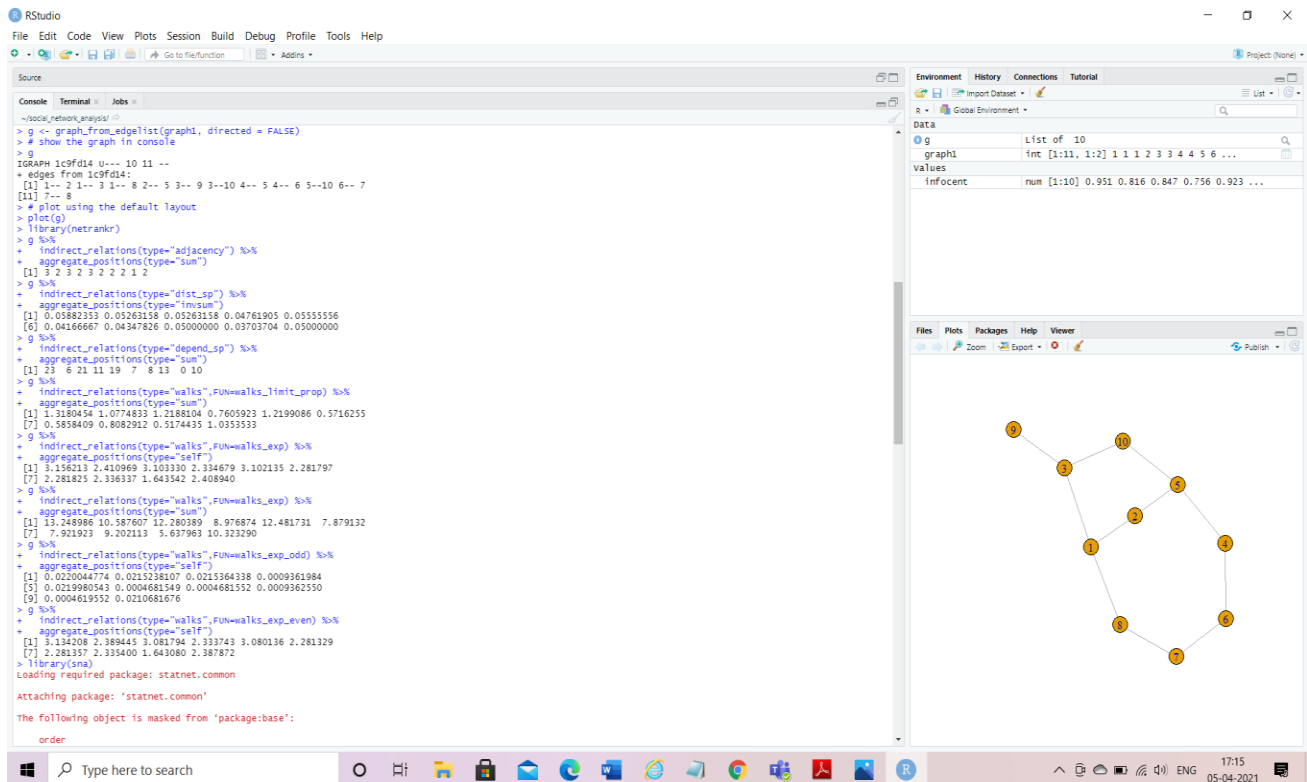 RStudio
File Edit Code View Plots Session Build Debug Profile Tools Help
Go to file/function Addins
Project: (None)
Source
Console Terminal Jobs
~/social_network_analysis/
> g <- graph_from_edgelist(graph1, directed = FALSE)
> # show the graph in console
> g
IGRAPH 1c9fd14 U--- 10 11 --
+ edges from 1c9fd14:
[1] 1-- 2 1-- 3 1-- 8 2-- 5 3-- 9 3--10 4-- 5 4-- 6 5--10 6-- 7
[11] 7-- 8
> # plot using the default layout
> plot(g)
> library(netrankr)
> g %>%
+ indirect_relations(type="adjacency") %>%
+ aggregate_positions(type="sum")
[1] 3 2 3 2 3 2 2 2 1 2
> g %>%
+ indirect_relations(type="dist_sp") %>%
+ aggregate_positions(type="invsum")
[1] 0.05882353 0.05263158 0.05263158 0.04761905 0.05555556
[6] 0.04166667 0.04347826 0.05000000 0.03703704 0.05000000
> g %>%
+ indirect_relations(type="depend_sp") %>%
+ aggregate_positions(type="sum")
[1] 23 6 21 11 19 7 8 13 0 10
> g %>%
+ indirect_relations(type="walks",FUN=walks_limit_prop) %>%
+ aggregate_positions(type="sum")
[1] 1.3180454 1.0774833 1.2188104 0.7605923 1.2199086 0.5716255
[7] 0.5858409 0.8082912 0.5174435 1.0353533
> g %>%
+ indirect_relations(type="walks",FUN=walks_exp) %>%
+ aggregate_positions(type="self")
[1] 3.156213 2.410969 3.103330 2.334679 3.102135 2.281797
[7] 2.281825 2.336337 1.643542 2.408940
> g %>%
+ indirect_relations(type="walks",FUN=walks_exp) %>%
+ aggregate_positions(type="sum")
[1] 13.248986 10.587607 12.280389 8.976874 12.481731 7.879132
[7] 7.921923 9.202113 5.637963 10.323290
> g %>%
+ indirect_relations(type="walks",FUN=walks_exp_odd) %>%
+ aggregate_positions(type="self")
[1] 0.0220044774 0.0215238107 0.0215364338 0.0009361984
[5] 0.0219980543 0.0004681549 0.0004681552 0.0009362550
[9] 0.0004619552 0.0210681676
> g %>%
+ indirect_relations(type="walks",FUN=walks_exp_even) %>%
+ aggregate_positions(type="self")
[1] 3.134208 2.389445 3.081794 2.333743 3.080136 2.281329
[7] 2.281357 2.335400 1.643080 2.387872
> library(sna)
Loading required package: statnet.common
Attaching package: 'statnet.common'
The following object is masked from 'package:base':
order
Environment History Connections Tutorial
Import Dataset List
R Global Environment
Data
g List of 10
graph1 int [1:11, 1:2] 1 1 1 2 3 3 4 4 5 6 ...
Values
infocent num [1:10] 0.951 0.816 0.847 0.756 0.923 ...
Files Plots Packages Help Viewer
Zoom Export Publish
9
10
3
5
2
1
4
8
6
7
Type here to search
ENG
17:15
05-04-2021